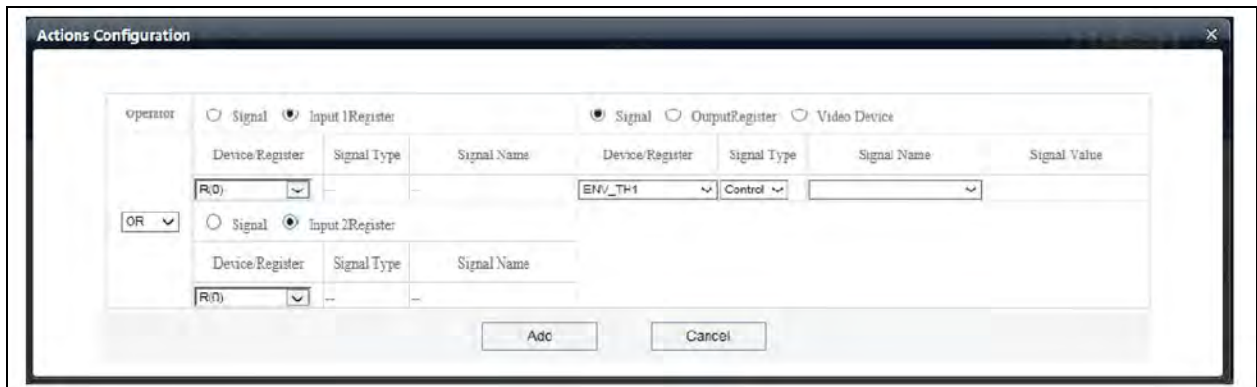 Actions Configuration ×
Operator Signal Input 1Register Signal OutputRegister Video Device
Device/Register Signal Type Signal Name Device/Register Signal Type Signal Name Signal Value
R(0) -- -- ENV_TH1 Control
OR Signal Input 2Register
Device/Register Signal Type Signal Name
R(0) -- --
Add Cancel